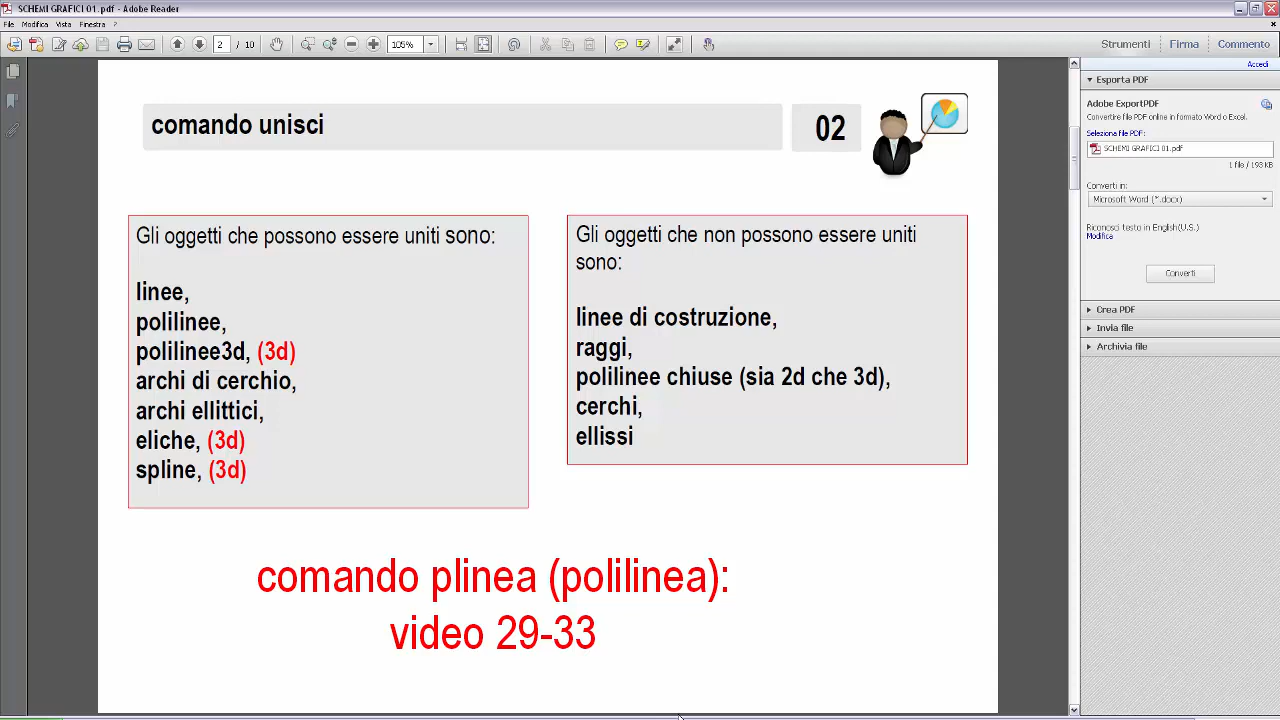 SCHEMI GRAFICI 01.pdf - Adobe Reader
File Modifica Vista Finestra ?
2 / 10 105% Strumenti Firma Commento
Accedi
comando unisci
02
Gli oggetti che possono essere uniti sono:
linee,
polilinee,
polilinee3d, (3d)
archi di cerchio,
archi ellittici,
eliche, (3d)
spline, (3d)
Gli oggetti che non possono essere uniti
sono:
linee di costruzione,
raggi,
polilinee chiuse (sia 2d che 3d),
cerchi,
ellissi
comando plinea (polilinea):
video 29-33
Esporta PDF
Adobe ExportPDF
Convertire file PDF online in formato Word o Excel.
Seleziona file PDF:
SCHEMI GRAFICI 01.pdf
1 file / 193 KB
Converti in:
Microsoft Word (*.docx)
Riconosci testo in English(U.S.)
Modifica
Converti
Crea PDF
Invia file
Archivia file